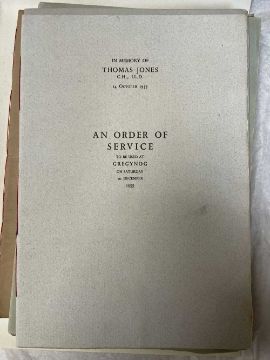 IN MEMORY OF
THOMAS JONES
C.H., LL.D.
OCTOBER 1955
AN ORDER OF
SERVICE
TO BE USED AT
GREGYNOG
ON SATURDAY
DECEMBER
1955